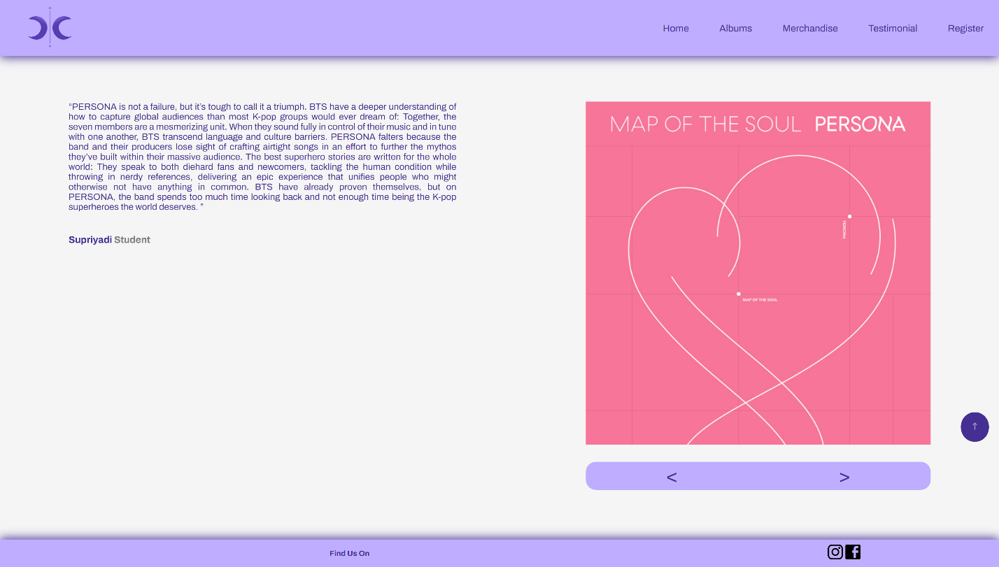 Home Albums Merchandise Testimonial Register
“PERSONA is not a failure, but it’s tough to call it a triumph. BTS have a deeper understanding of
how to capture global audiences than most K-pop groups would ever dream of: Together, the
seven members are a mesmerizing unit. When they sound fully in control of their music and in tune
with one another, BTS transcend language and culture barriers. PERSONA falters because the
band and their producers lose sight of crafting airtight songs in an effort to further the mythos
they’ve built within their massive audience. The best superhero stories are written for the whole
world: They speak to both diehard fans and newcomers, tackling the human condition while
throwing in nerdy references, delivering an epic experience that unifies people who might
otherwise not have anything in common. BTS have already proven themselves, but on
PERSONA, the band spends too much time looking back and not enough time being the K-pop
superheroes the world deserves. ”
Supriyadi Student
MAP OF THE SOUL PERSONA
PERSONA
MAP OF THE SOUL
< >
Find Us On